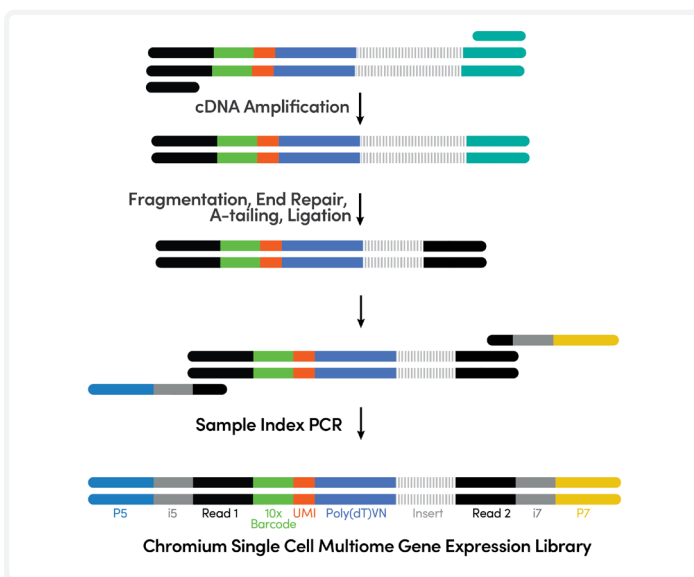 cDNA Amplification
Fragmentation, End Repair,
A-tailing, Ligation
Sample Index PCR
P5 i5 Read 1 10x UMI Poly(dT)VN Insert Read 2 i7 P7
Barcode
Chromium Single Cell Multiome Gene Expression Library